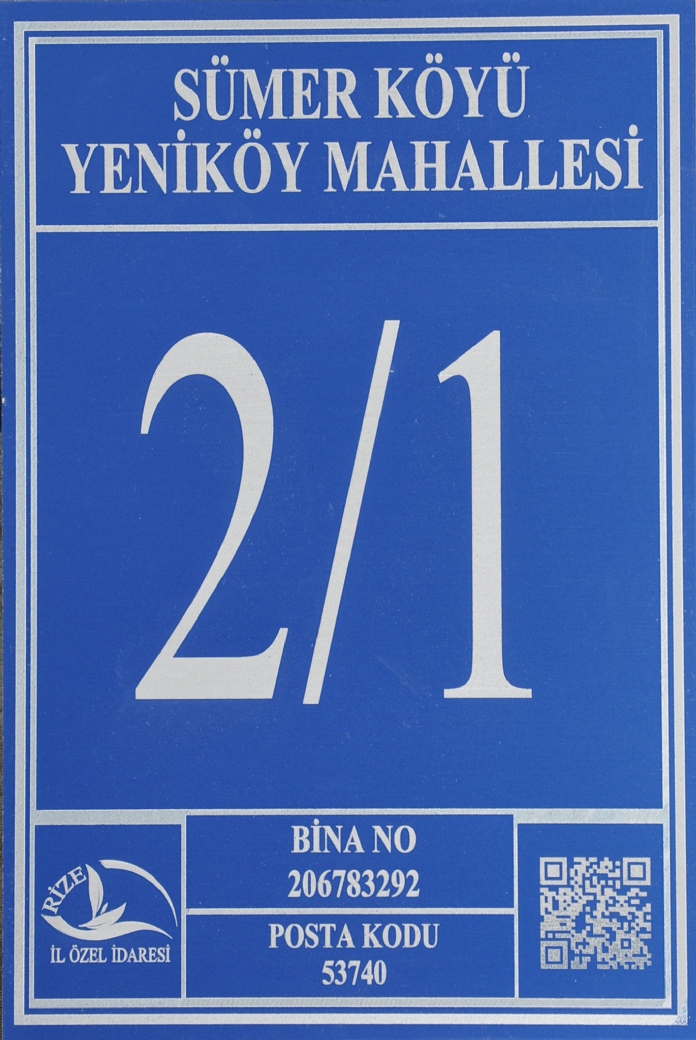 SÜMER KÖYÜ
YENİKÖY MAHALLESİ
2/1
BİNA NO
206783292
POSTA KODU
53740
RİZE
İL ÖZEL İDARESİ